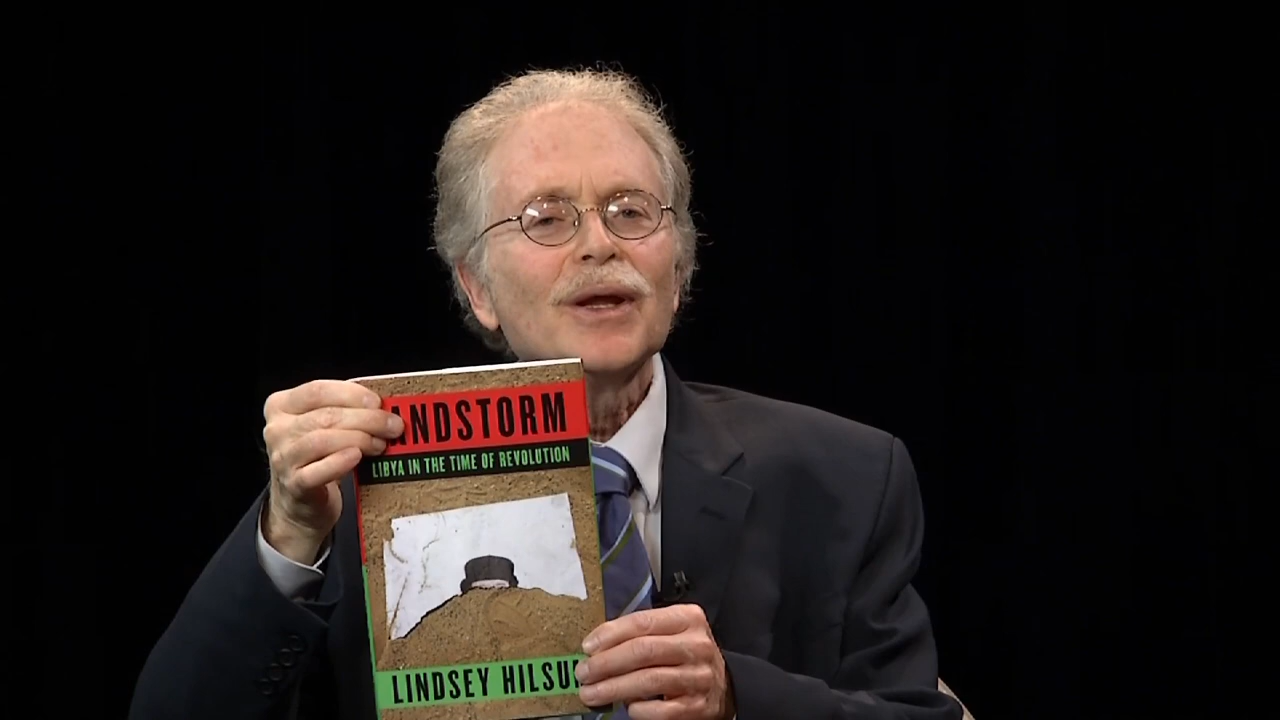 ANDSTORM
LIBYA IN THE TIME OF REVOLUTION
LINDSEY HILSU